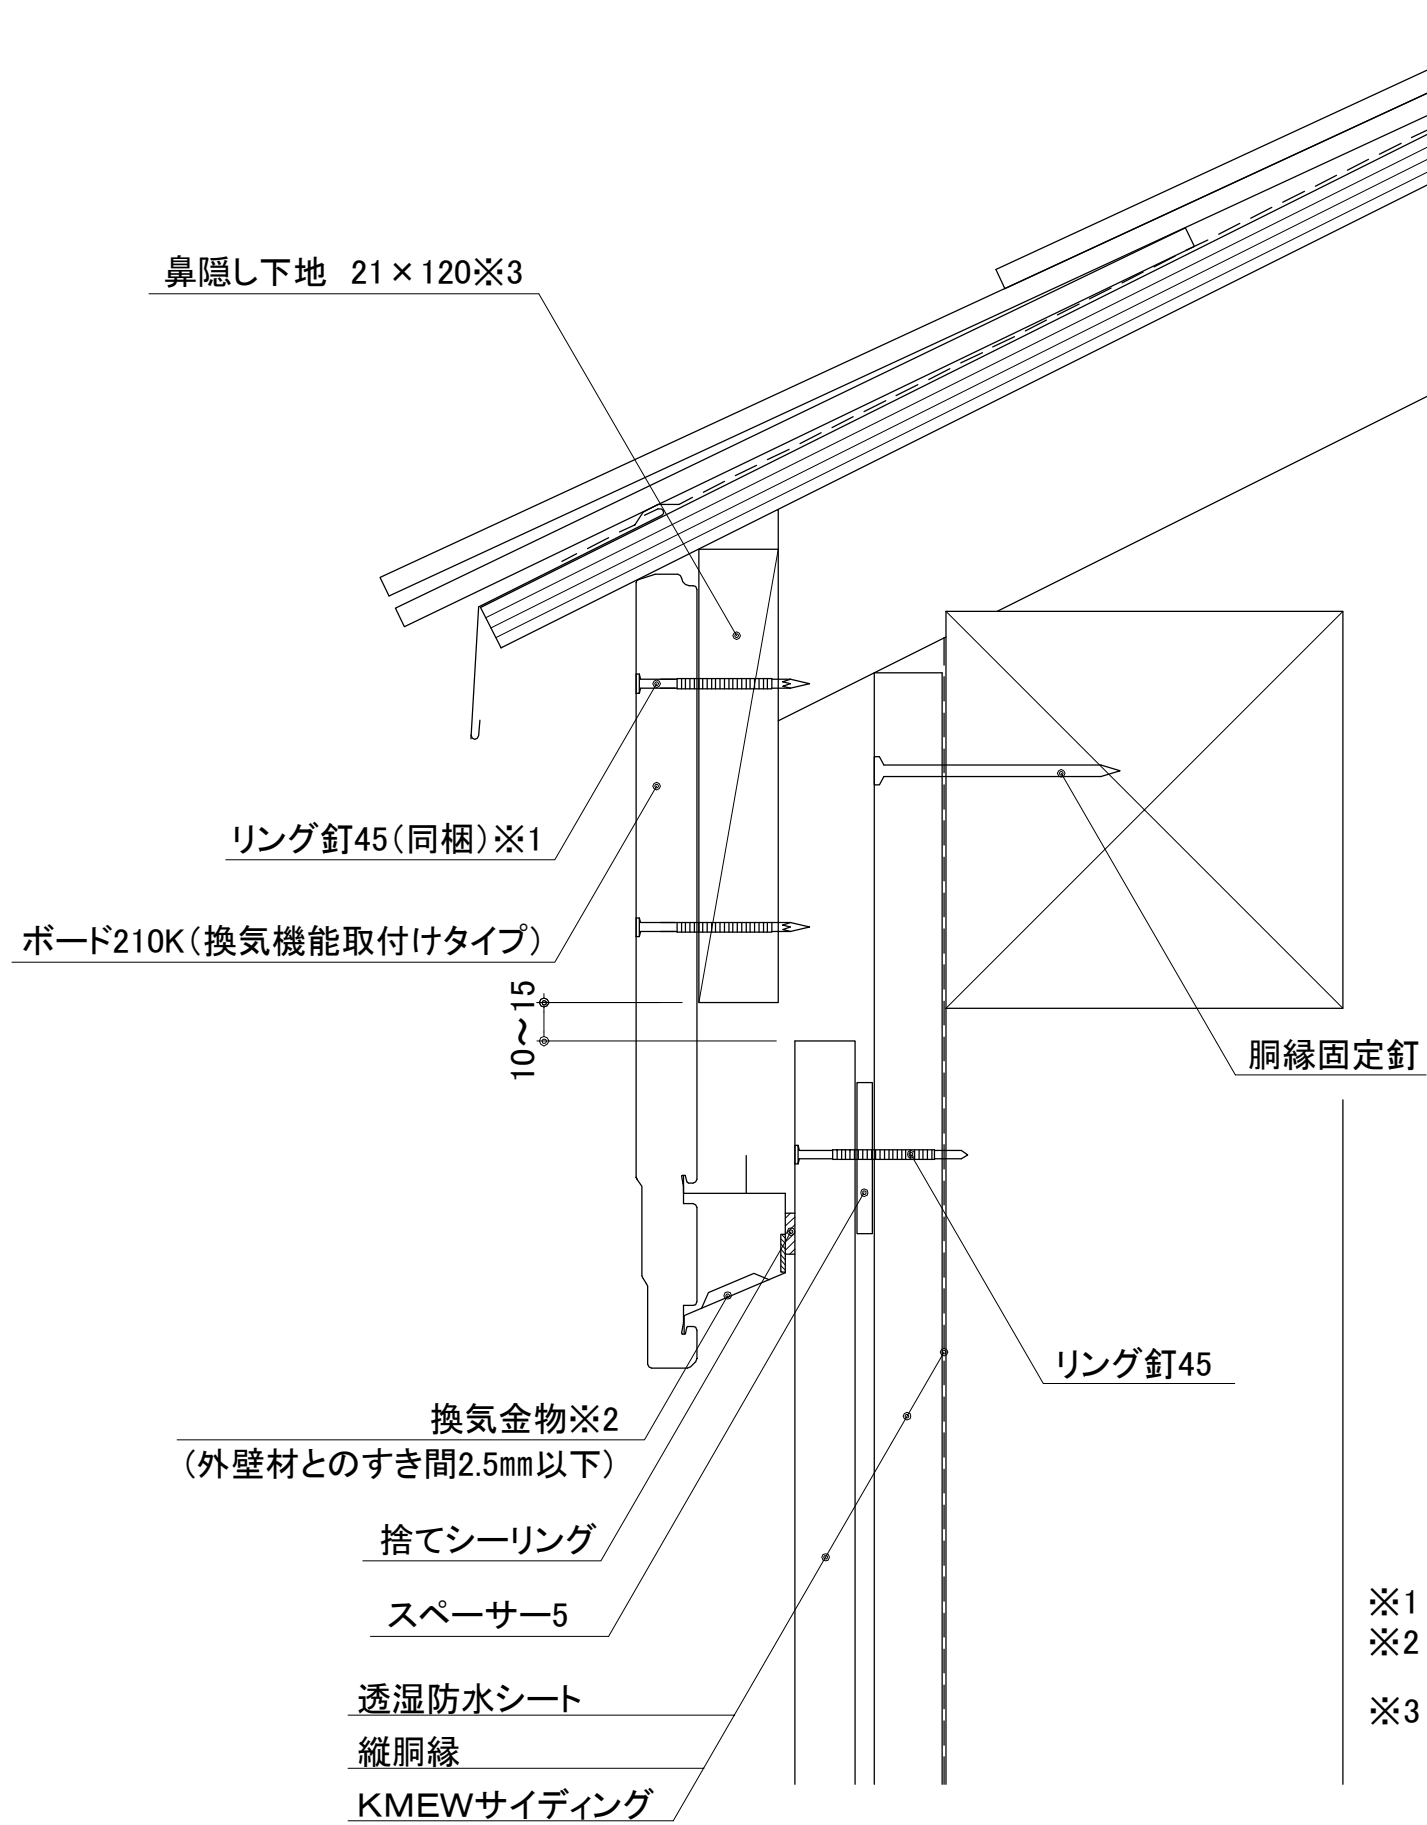 鼻隠し下地　21×120※3
リング釘45(同梱)※1
ボード210K(換気機能取付けタイプ)
10〜15
胴縁固定釘
リング釘45
換気金物※2
(外壁材とのすき間2.5㎜以下)
捨てシーリング
スペーサー5
透湿防水シート
縦胴縁
KMEWサイディング
※1
※2
※3